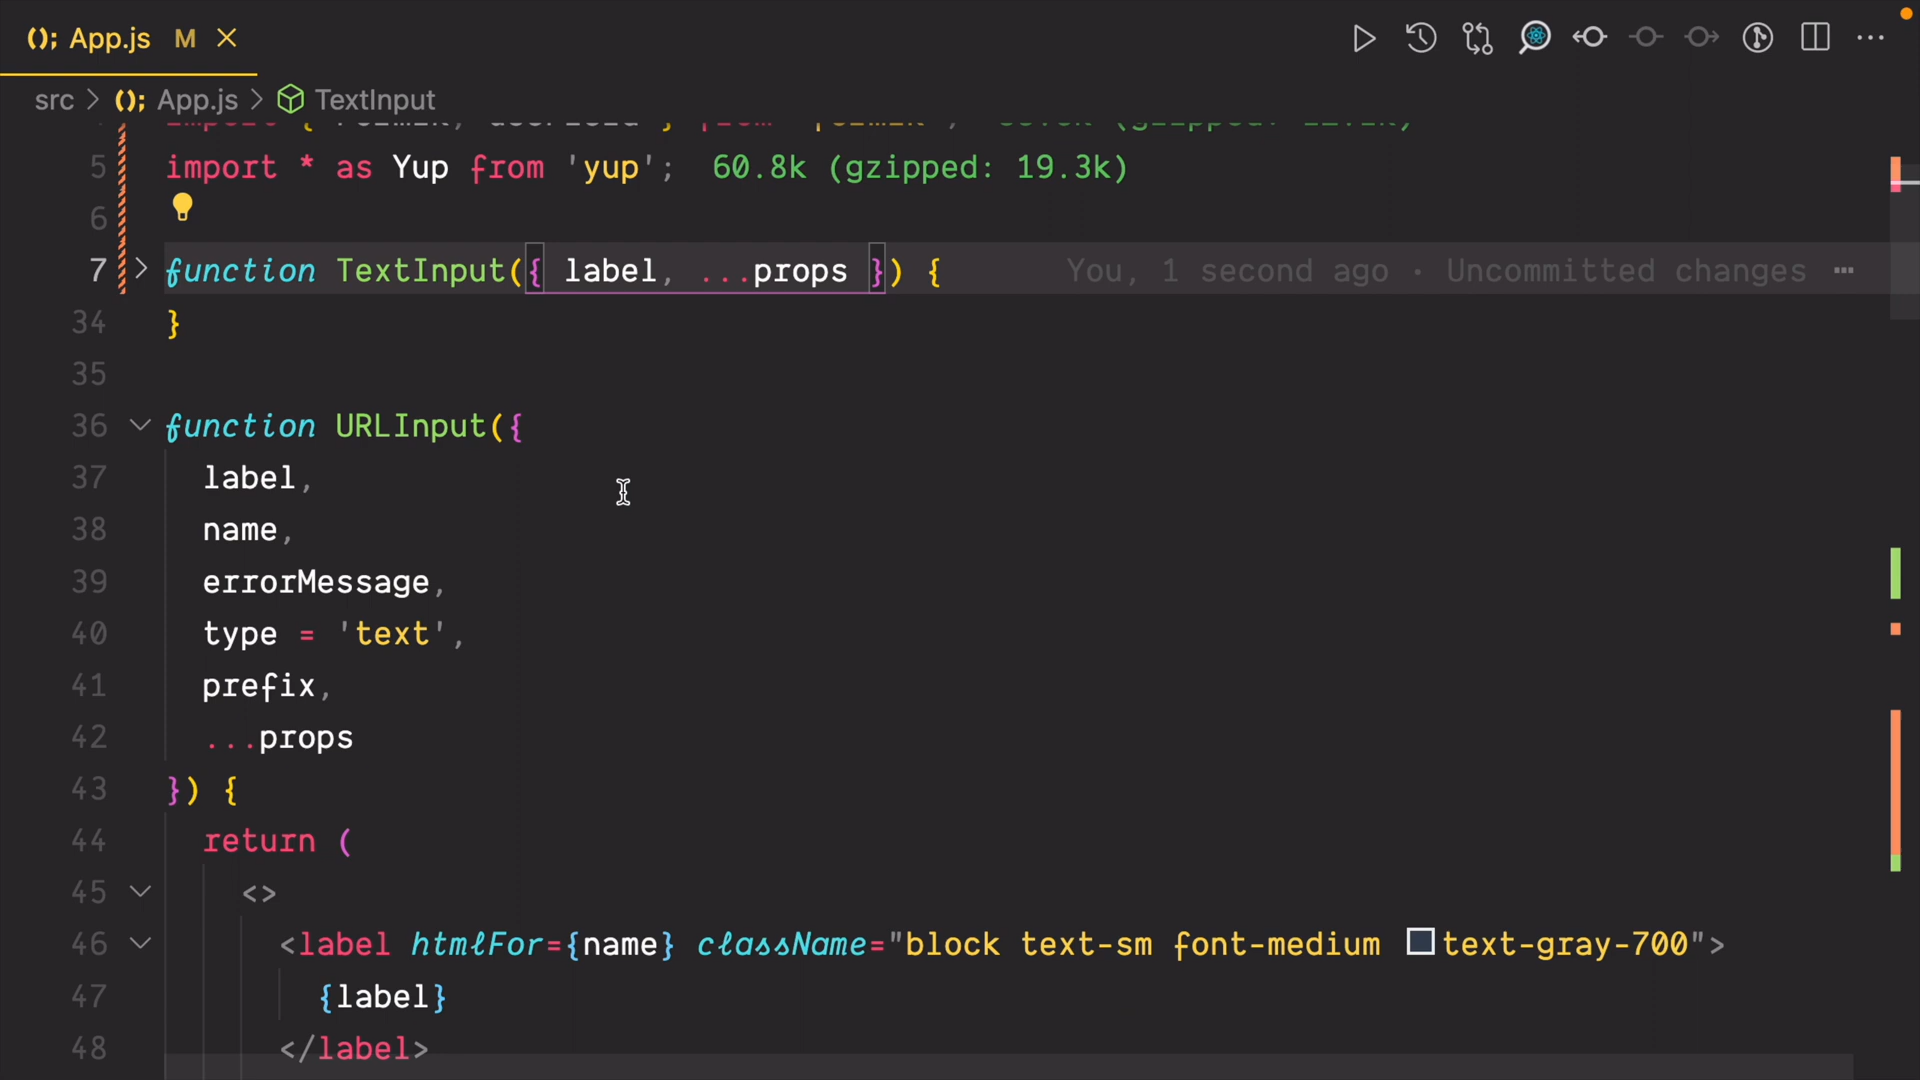 (); App.js M
src > (); App.js > TextInput
5 import * as Yup from 'yup'; 60.8k (gzipped: 19.3k)
6
7 function TextInput({ label, ...props }) { You, 1 second ago • Uncommitted changes
34 }
35
36 function URLInput({
37 label,
38 name,
39 errorMessage,
40 type = 'text',
41 prefix,
42 ...props
43 }) {
44 return (
45 <>
46 <label htmlFor={name} className="block text-sm font-medium text-gray-700">
47 {label}
48 </label>